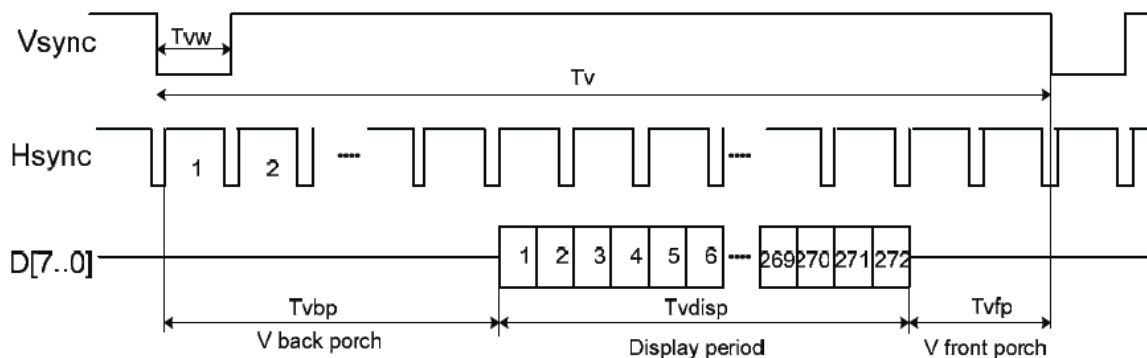 Vsync
Tvw
Tv
Hsync
1 2 ---- ---- 
D[7..0]
1 2 3 4 5 6 ---- 269 270 271 272
Tvbp Tvdisp Tvfp
V back porch Display period V front porch